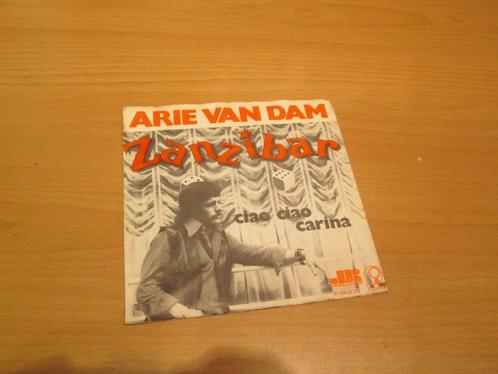 ARIE VAN DAM
Zanzibar
ciao ciao
carina